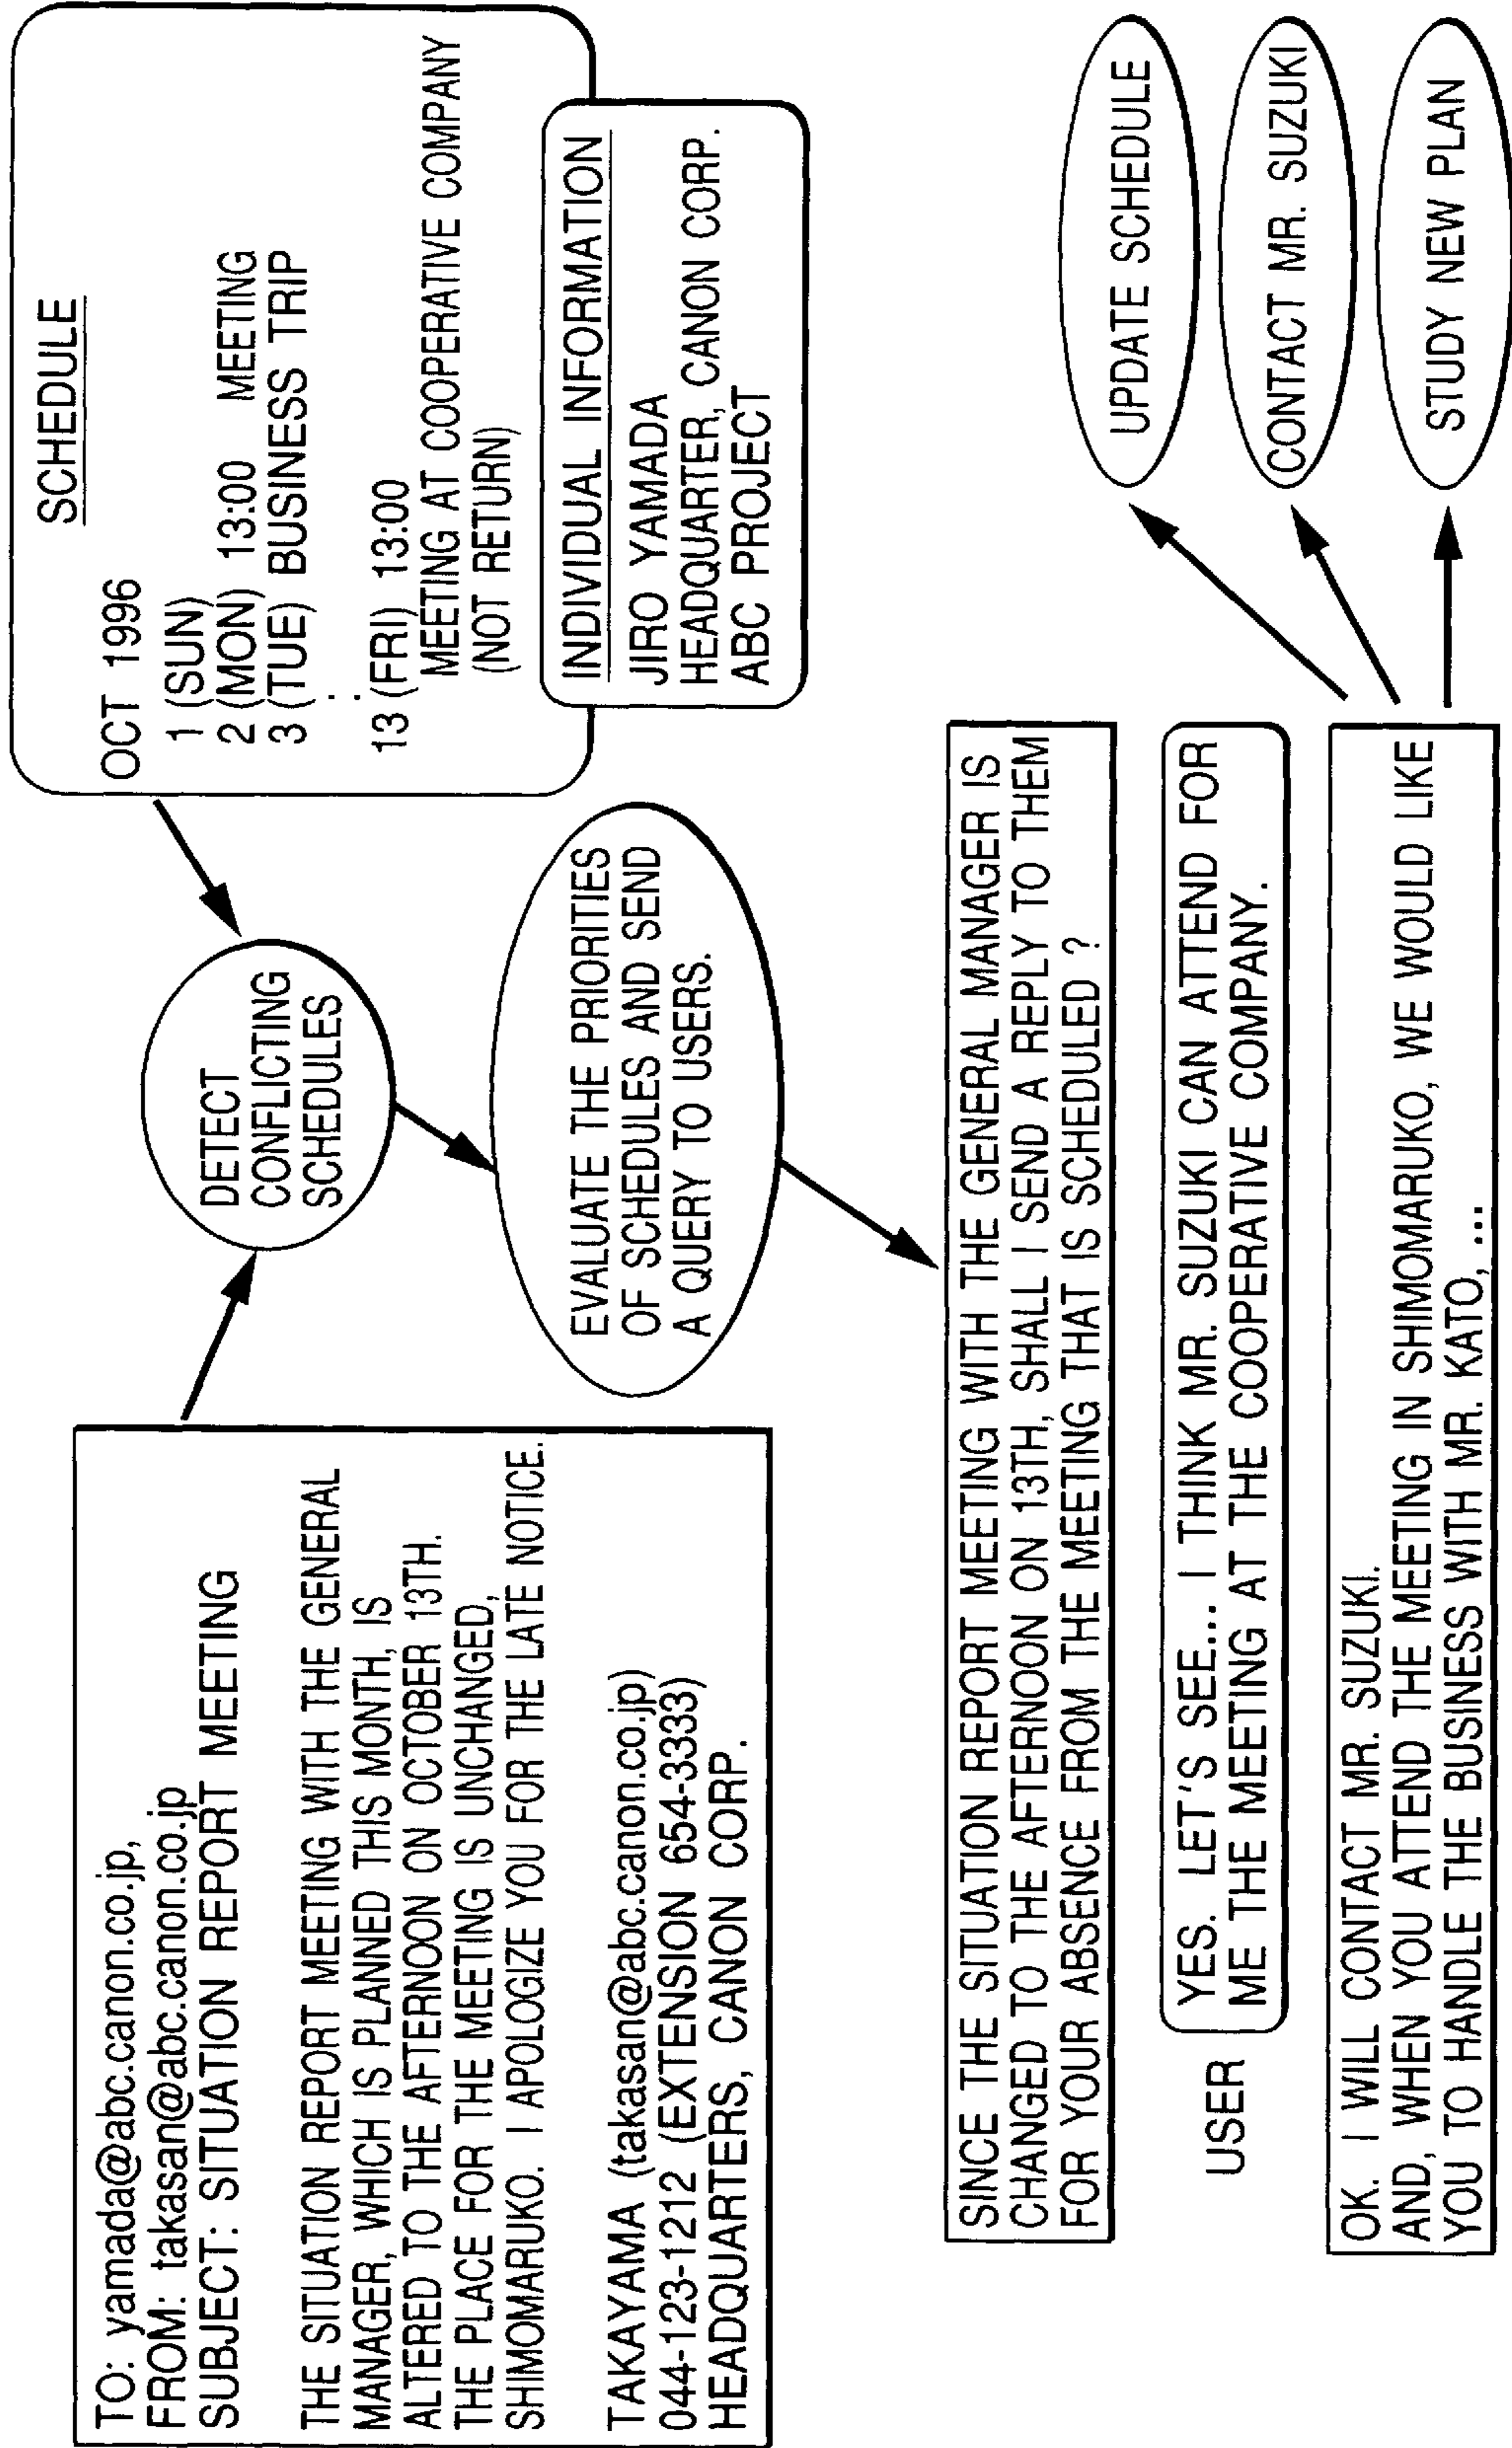 TO: yamada@abc.canon.co.jp,
FROM: takasan@abc.canon.co.jp
SUBJECT: SITUATION REPORT MEETING
THE SITUATION REPORT MEETING WITH THE GENERAL
MANAGER, WHICH IS PLANNED THIS MONTH, IS
ALTERED TO THE AFTERNOON ON OCTOBER 13TH.
THE PLACE FOR THE MEETING IS UNCHANGED,
SHIMOMARUKO. I APOLOGIZE YOU FOR THE LATE NOTICE.
TAKAYAMA (takasan@abc.canon.co.jp)
044-123-1212 (EXTENSION 654-3333)
HEADQUARTERS, CANON CORP.
DETECT
CONFLICTING
SCHEDULES
SCHEDULE
OCT 1996
1 (SUN)
2 (MON) 13:00 MEETING
3 (TUE) BUSINESS TRIP
:
13 (FRI) 13:00
MEETING AT COOPERATIVE COMPANY
(NOT RETURN)
INDIVIDUAL INFORMATION
JIRO YAMADA
HEADQUARTER, CANON CORP.
ABC PROJECT
EVALUATE THE PRIORITIES
OF SCHEDULES AND SEND
A QUERY TO USERS.
SINCE THE SITUATION REPORT MEETING WITH THE GENERAL MANAGER IS
CHANGED TO THE AFTERNOON ON 13TH, SHALL I SEND A REPLY TO THEM
FOR YOUR ABSENCE FROM THE MEETING THAT IS SCHEDULED ?
USER
YES. LET'S SEE... I THINK MR. SUZUKI CAN ATTEND FOR
ME THE MEETING AT THE COOPERATIVE COMPANY.
OK. I WILL CONTACT MR. SUZUKI.
AND, WHEN YOU ATTEND THE MEETING IN SHIMOMARUKO, WE WOULD LIKE
YOU TO HANDLE THE BUSINESS WITH MR. KATO, ...
UPDATE SCHEDULE
CONTACT MR. SUZUKI
STUDY NEW PLAN